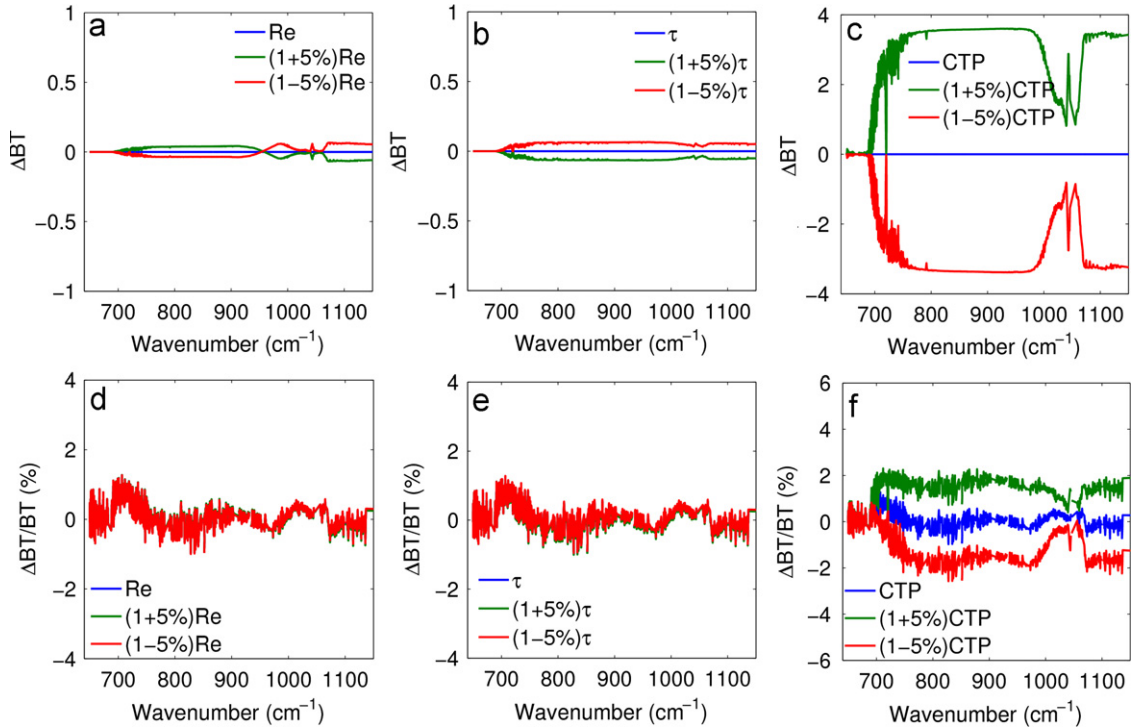 a
Re
(1+5%)Re
(1−5%)Re
1
0.5
0
−0.5
−1
ΔBT
700 800 900 1000 1100
Wavenumber (cm⁻¹)
b
τ
(1+5%)τ
(1−5%)τ
1
0.5
0
−0.5
−1
ΔBT
700 800 900 1000 1100
Wavenumber (cm⁻¹)
c
CTP
(1+5%)CTP
(1−5%)CTP
4
2
0
−2
−4
ΔBT
700 800 900 1000 1100
Wavenumber (cm⁻¹)
d
4
2
0
−2
−4
ΔBT/BT (%)
Re
(1+5%)Re
(1−5%)Re
700 800 900 1000 1100
Wavenumber (cm⁻¹)
e
4
2
0
−2
−4
ΔBT/BT (%)
τ
(1+5%)τ
(1−5%)τ
700 800 900 1000 1100
Wavenumber (cm⁻¹)
f
6
4
2
0
−2
−4
−6
ΔBT/BT (%)
CTP
(1+5%)CTP
(1−5%)CTP
700 800 900 1000 1100
Wavenumber (cm⁻¹)